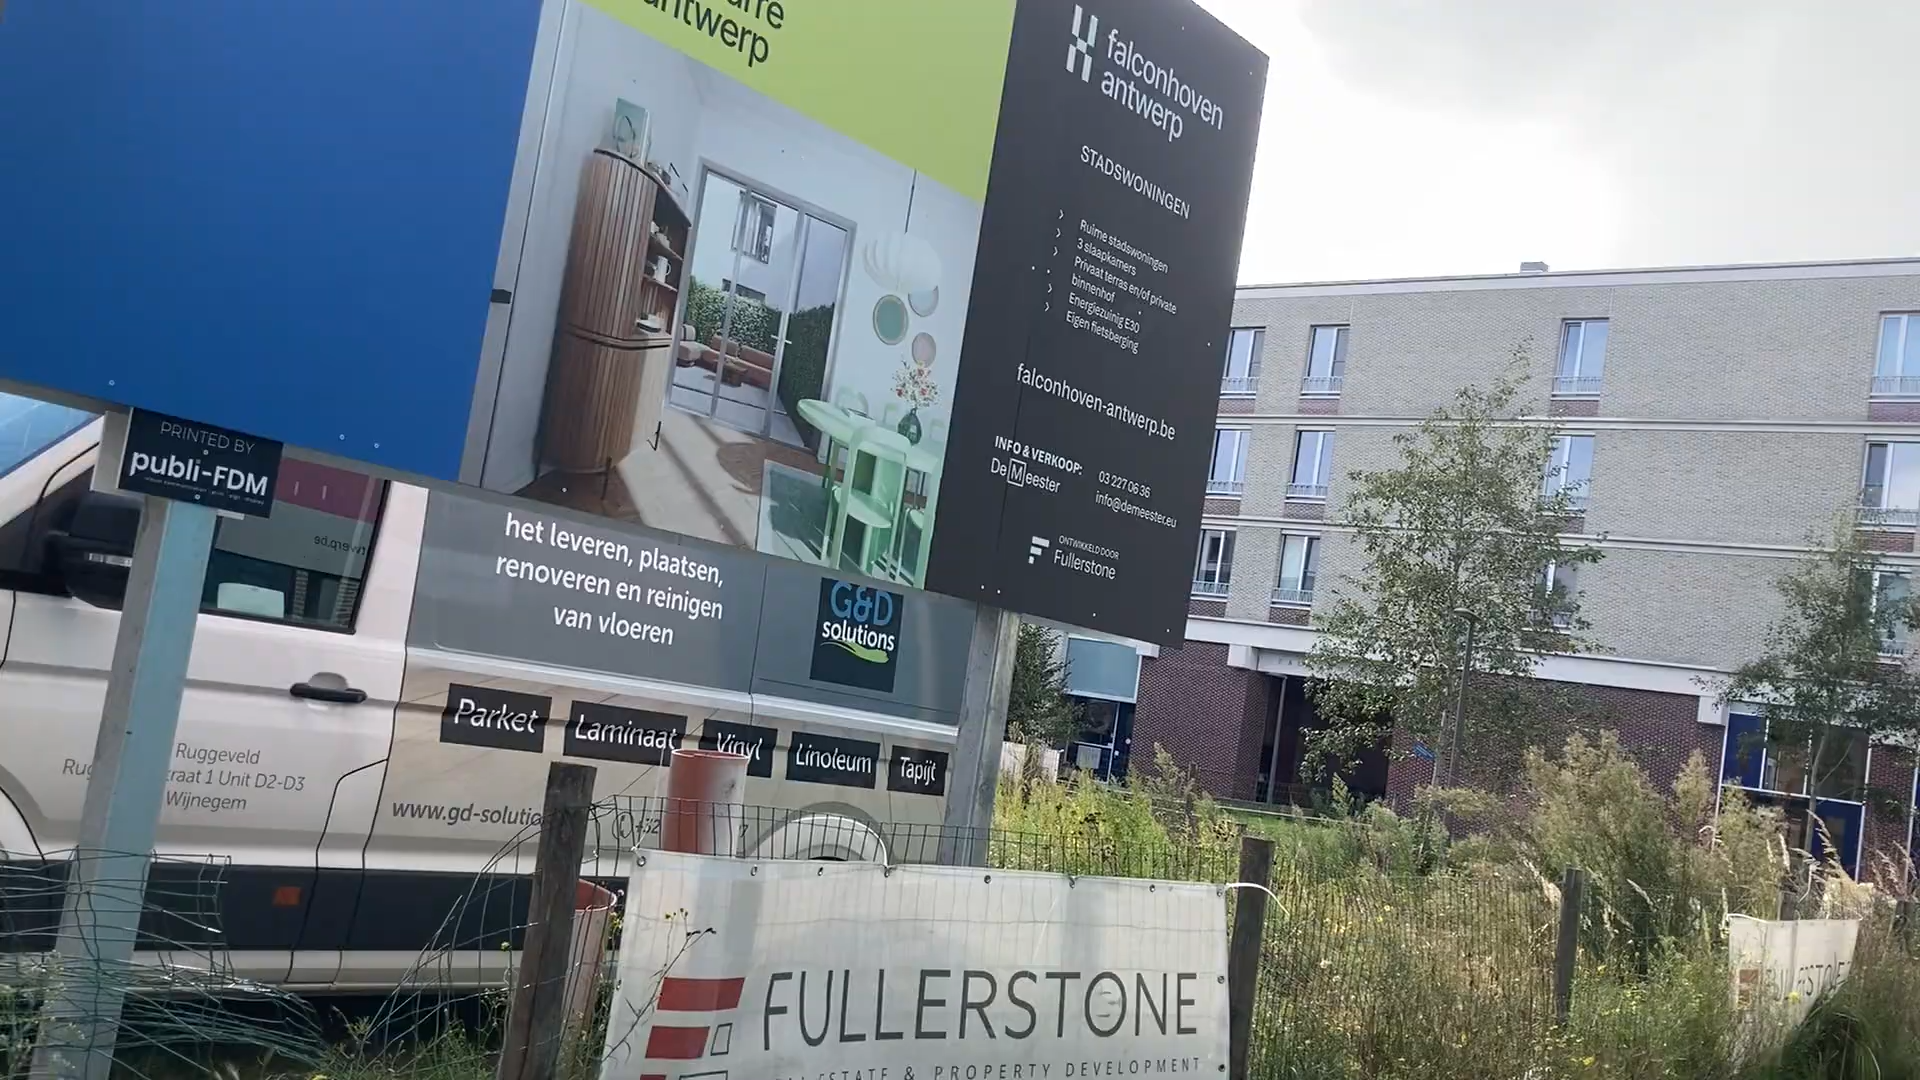 antwerp
falconhoven
antwerp
STADSWONINGEN
Ruime stadswoningen
3 slaapkamers
Privaat terras en/of private
binnenhof
Energiezuinig E30
Eigen fietsberging
falconhoven-antwerp.be
INFO & VERKOOP:
DeMeester
03 227 06 36
info@demeester.eu
ONTWIKKELD DOOR
Fullerstone
PRINTED BY
publi-FDM
het leveren, plaatsen,
renoveren en reinigen
van vloeren
G&D
solutions
Parket
Laminaat
Vinyl
Linoleum
Tapijt
Ruggeveld
straat 1 Unit D2-D3
Wijnegem
www.gd-solutio
FULLERSTONE
ESTATE & PROPERTY DEVELOPMENT